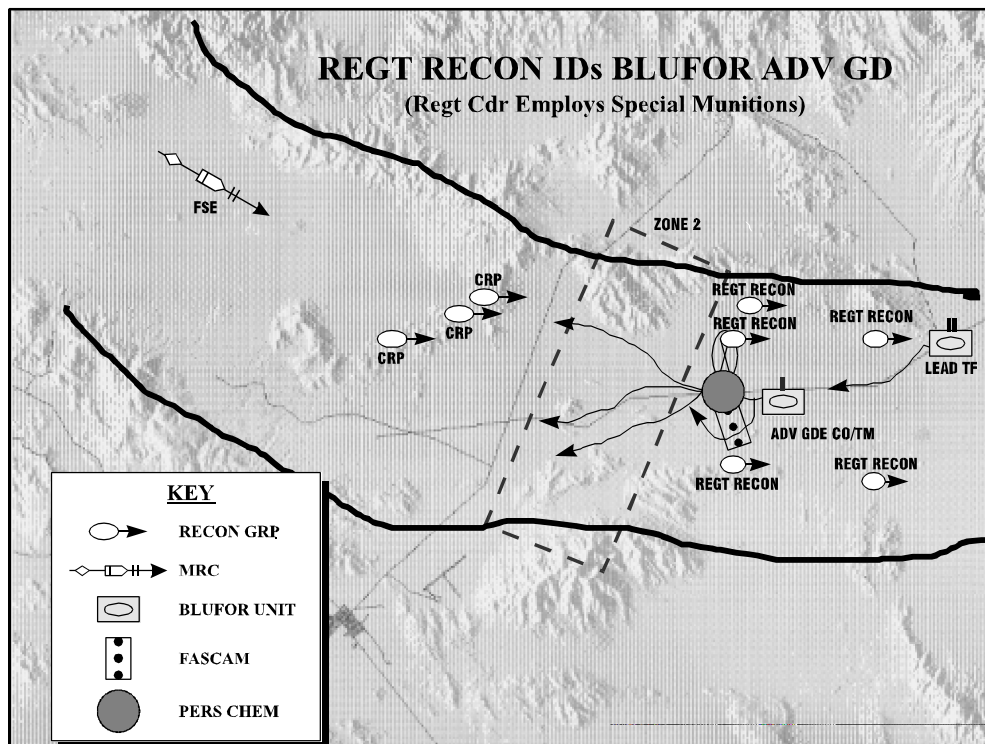 REGT RECON IDs BLUFOR ADV GD
(Regt Cdr Employs Special Munitions)
FSE
ZONE 2
CRP
CRP
CRP
REGT RECON
REGT RECON
REGT RECON
LEAD TF
ADV GDE CO/TM
REGT RECON
REGT RECON
KEY
RECON GRP.
MRC
BLUFOR UNIT
FASCAM
PERS CHEM